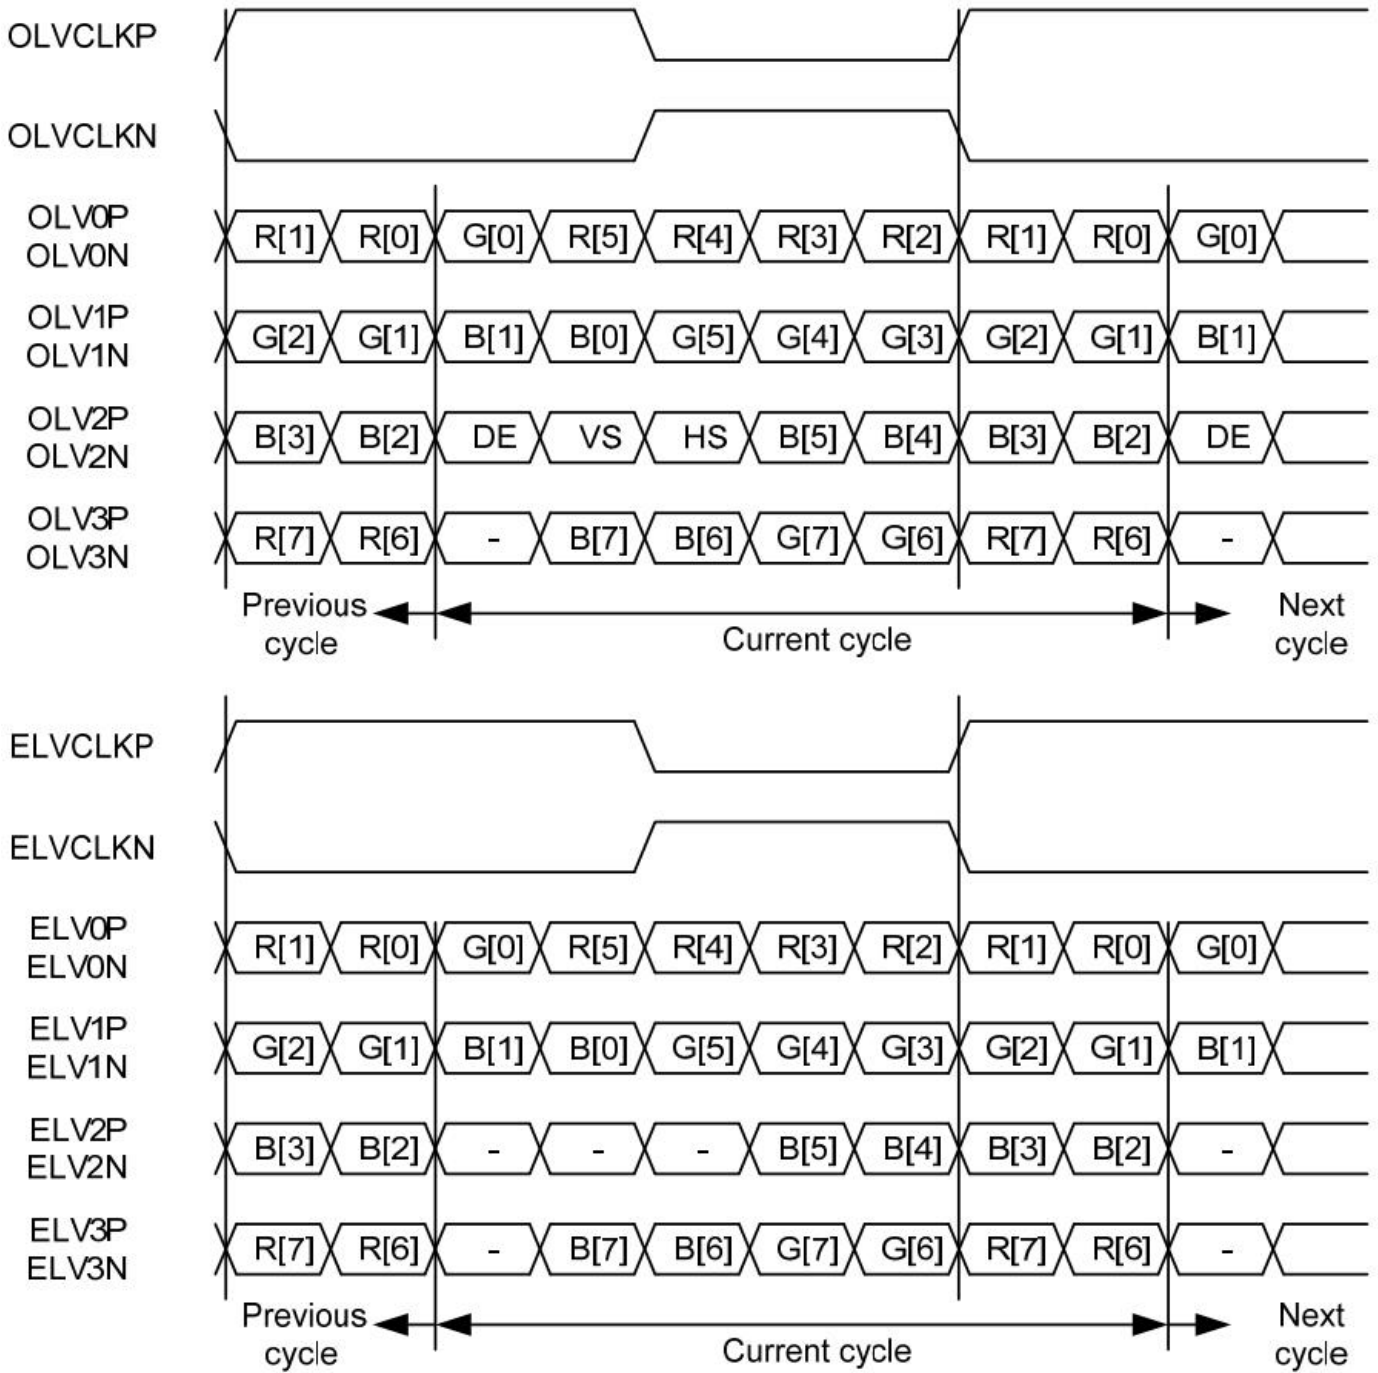 OLVCLKP
OLVCLKN
OLV0P
OLV0N
R[1] R[0] G[0] R[5] R[4] R[3] R[2] R[1] R[0] G[0]
OLV1P
OLV1N
G[2] G[1] B[1] B[0] G[5] G[4] G[3] G[2] G[1] B[1]
OLV2P
OLV2N
B[3] B[2] DE VS HS B[5] B[4] B[3] B[2] DE
OLV3P
OLV3N
R[7] R[6] - B[7] B[6] G[7] G[6] R[7] R[6] -
Previous
cycle
Current cycle
Next
cycle
ELVCLKP
ELVCLKN
ELV0P
ELV0N
R[1] R[0] G[0] R[5] R[4] R[3] R[2] R[1] R[0] G[0]
ELV1P
ELV1N
G[2] G[1] B[1] B[0] G[5] G[4] G[3] G[2] G[1] B[1]
ELV2P
ELV2N
B[3] B[2] - - - B[5] B[4] B[3] B[2] -
ELV3P
ELV3N
R[7] R[6] - B[7] B[6] G[7] G[6] R[7] R[6] -
Previous
cycle
Current cycle
Next
cycle